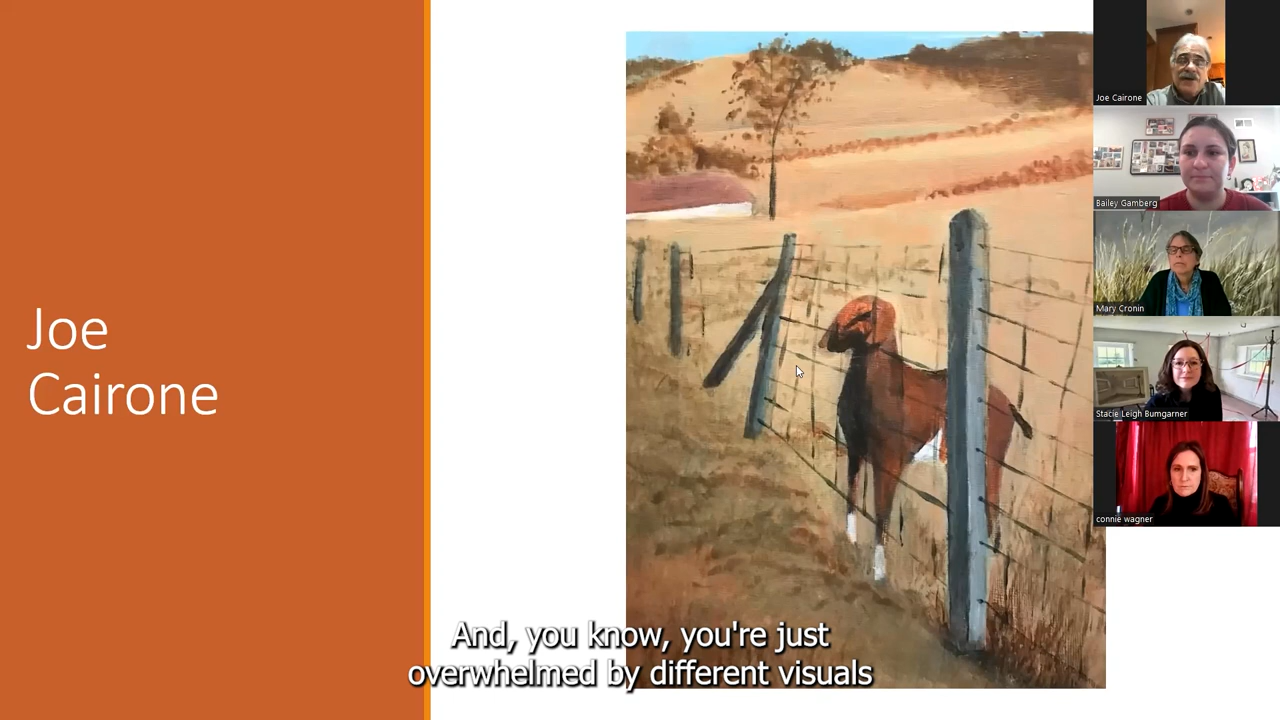 Joe
Cairone
And, you know, you're just
overwhelmed by different visuals
Joe Cairone
Bailey Gamberg
Mary Cronin
Stacie Leigh Bumgarner
connie wagner